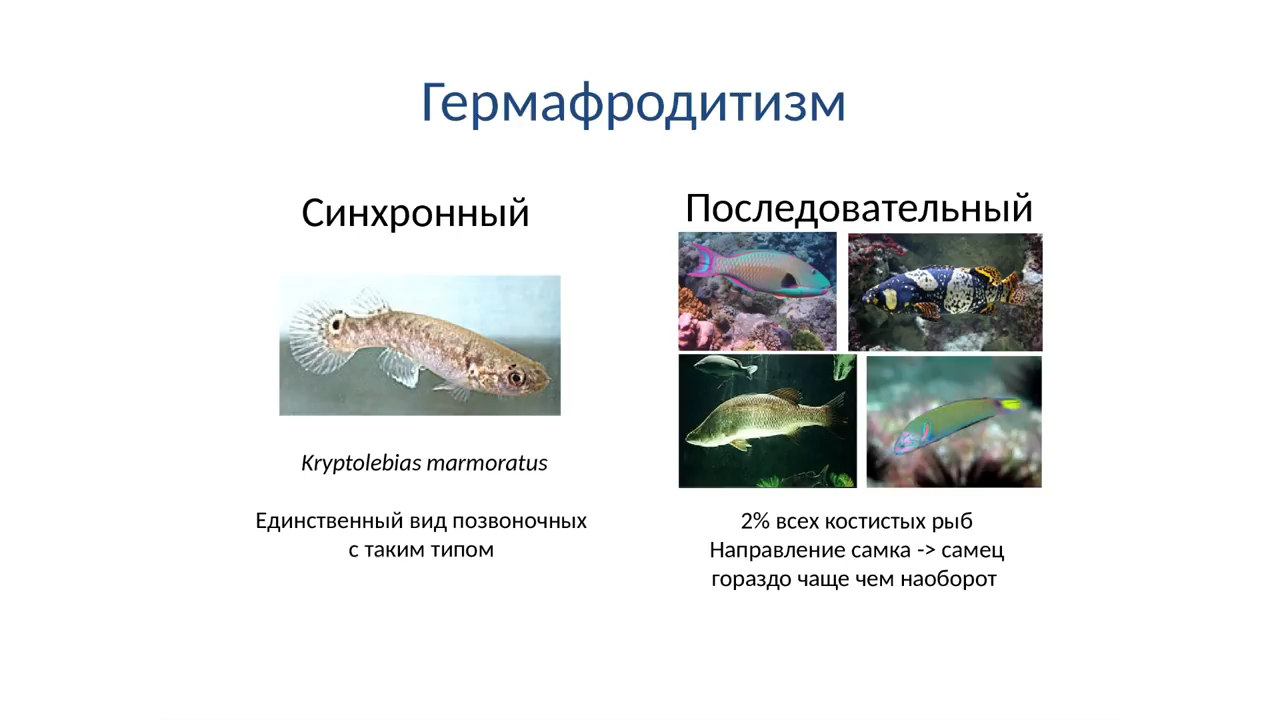 Гермафродитизм
Синхронный
Последовательный
Kryptolebias marmoratus
Единственный вид позвоночных
с таким типом
2% всех костистых рыб
Направление самка -> самец
гораздо чаще чем наоборот